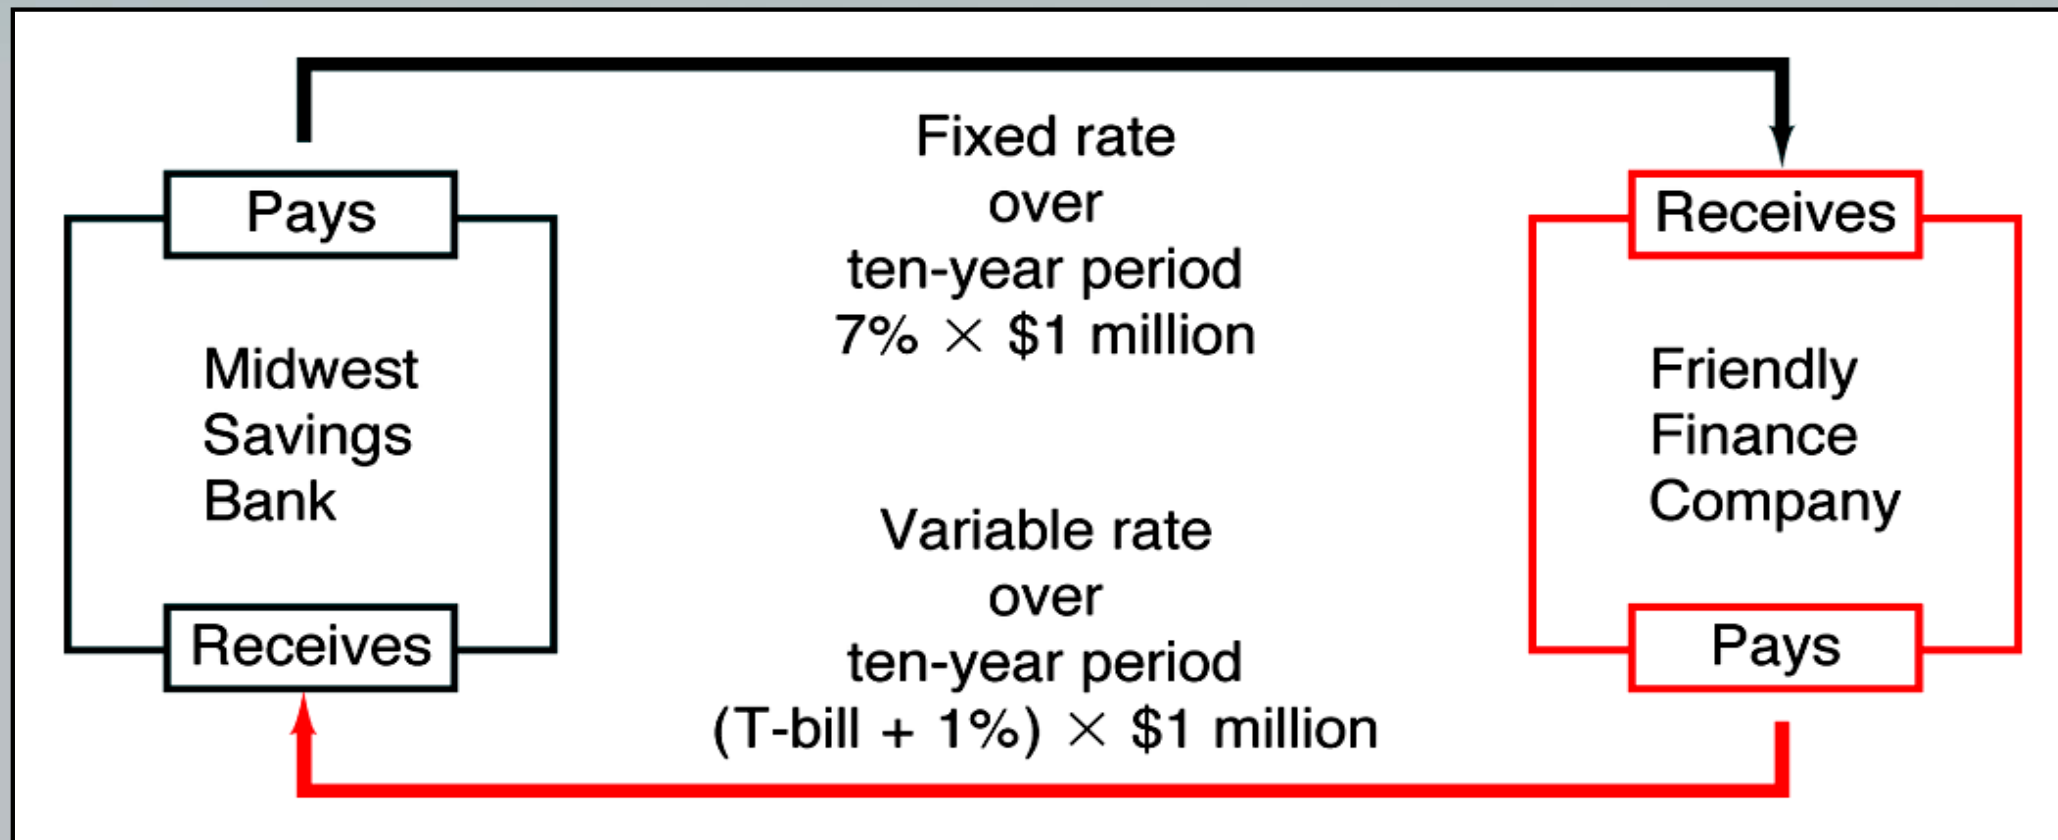 Pays
Midwest
Savings
Bank
Receives
Fixed rate
over
ten-year period
7% × $1 million
Variable rate
over
ten-year period
(T-bill + 1%) × $1 million
Receives
Friendly
Finance
Company
Pays